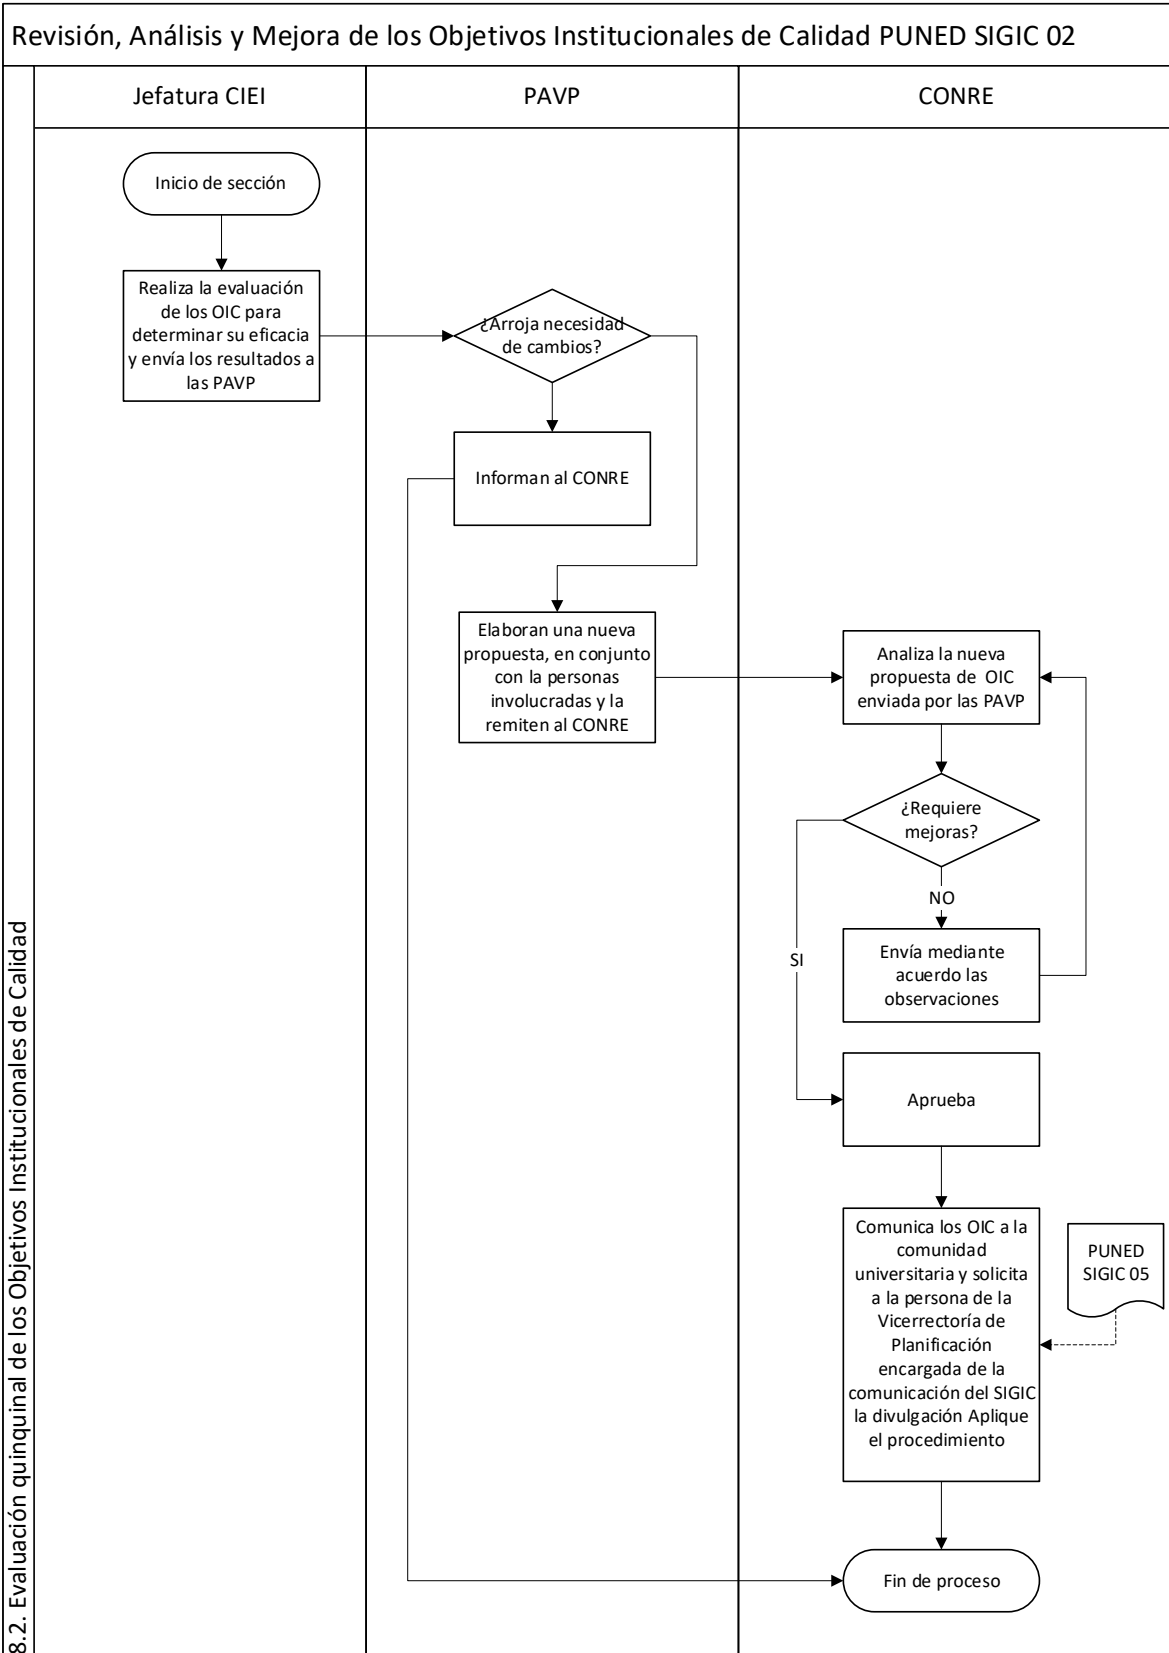 Revisión, Análisis y Mejora de los Objetivos Institucionales de Calidad PUNED SIGIC 02
Jefatura CIEI
PAVP
CONRE
8.2. Evaluación quinquinal de los Objetivos Institucionales de Calidad
Inicio de sección
Realiza la evaluación
de los OIC para
determinar su eficacia
y envía los resultados a
las PAVP
¿Arroja necesidad
de cambios?
Informan al CONRE
Elaboran una nueva
propuesta, en conjunto
con la personas
involucradas y la
remiten al CONRE
Analiza la nueva
propuesta de OIC
enviada por las PAVP
¿Requiere
mejoras?
NO
SI
Envía mediante
acuerdo las
observaciones
Aprueba
Comunica los OIC a la
comunidad
universitaria y solicita
a la persona de la
Vicerrectoría de
Planificación
encargada de la
comunicación del SIGIC
la divulgación Aplique
el procedimiento
PUNED
SIGIC 05
Fin de proceso